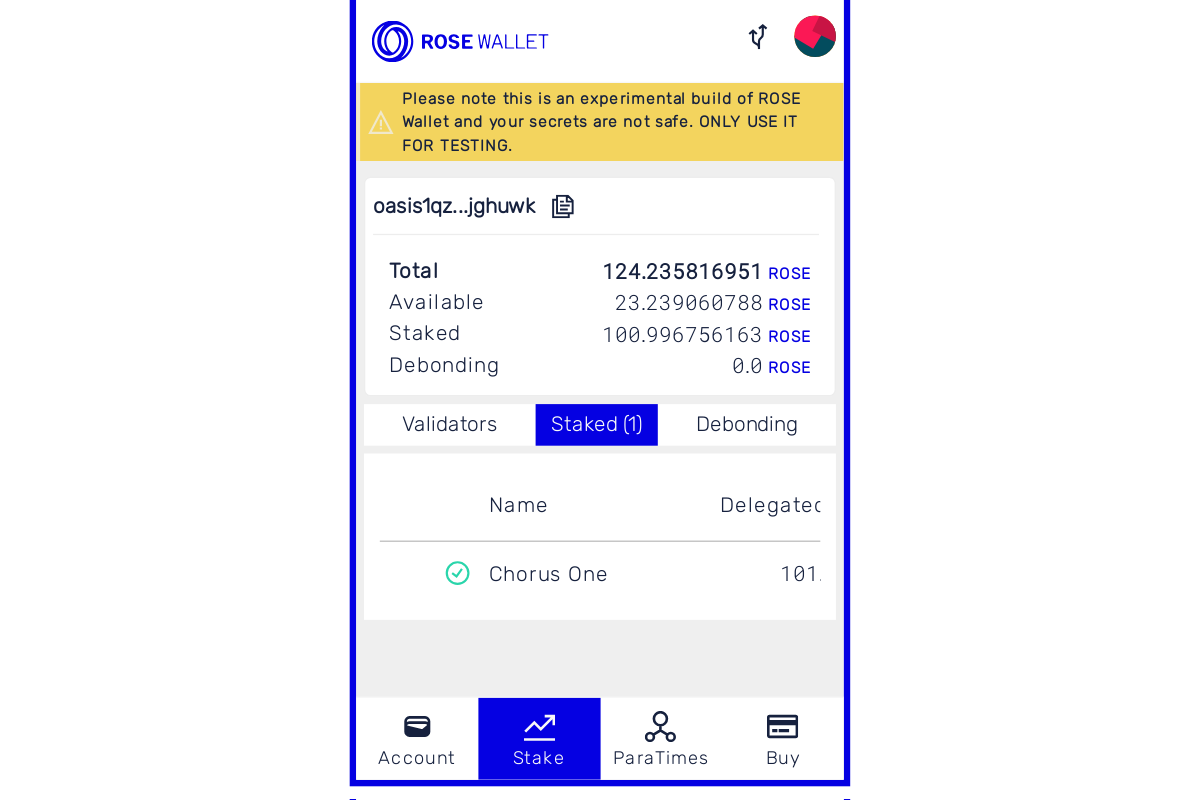 ROSE WALLET
Please note this is an experimental build of ROSE
Wallet and your secrets are not safe. ONLY USE IT
FOR TESTING.
oasis1qz...jghuwk
Total 124.235816951 ROSE
Available 23.239060788 ROSE
Staked 100.996756163 ROSE
Debonding 0.0 ROSE
Validators Staked (1) Debonding
Name Delegated
Chorus One 101.
Account Stake ParaTimes Buy